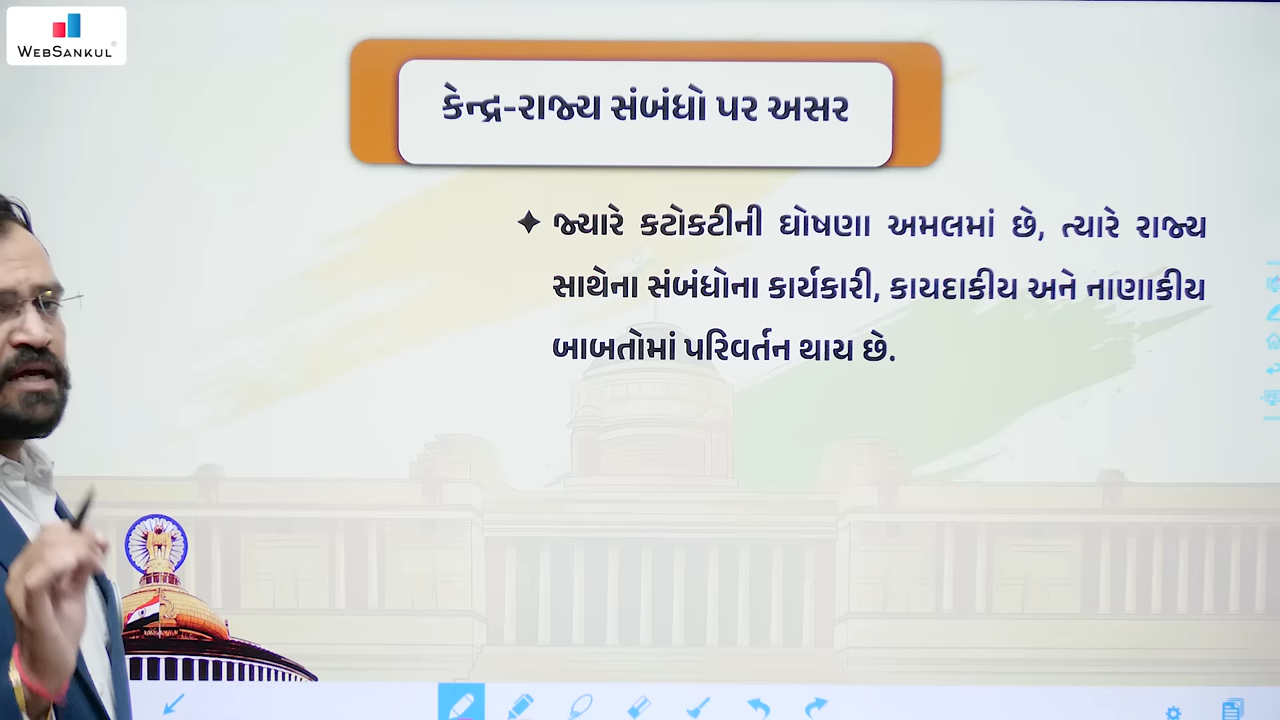 WEBSANKUL
કેન્દ્ર-રાજ્ય સંબંધો પર અસર
જ્યારે કટોકટીની ઘોષણા અમલમાં છે, ત્યારે રાજ્ય
સાથેના સંબંધોના કાર્યકારી, કાયદાકીય અને નાણાકીય
બાબતોમાં પરિવર્તન થાય છે.